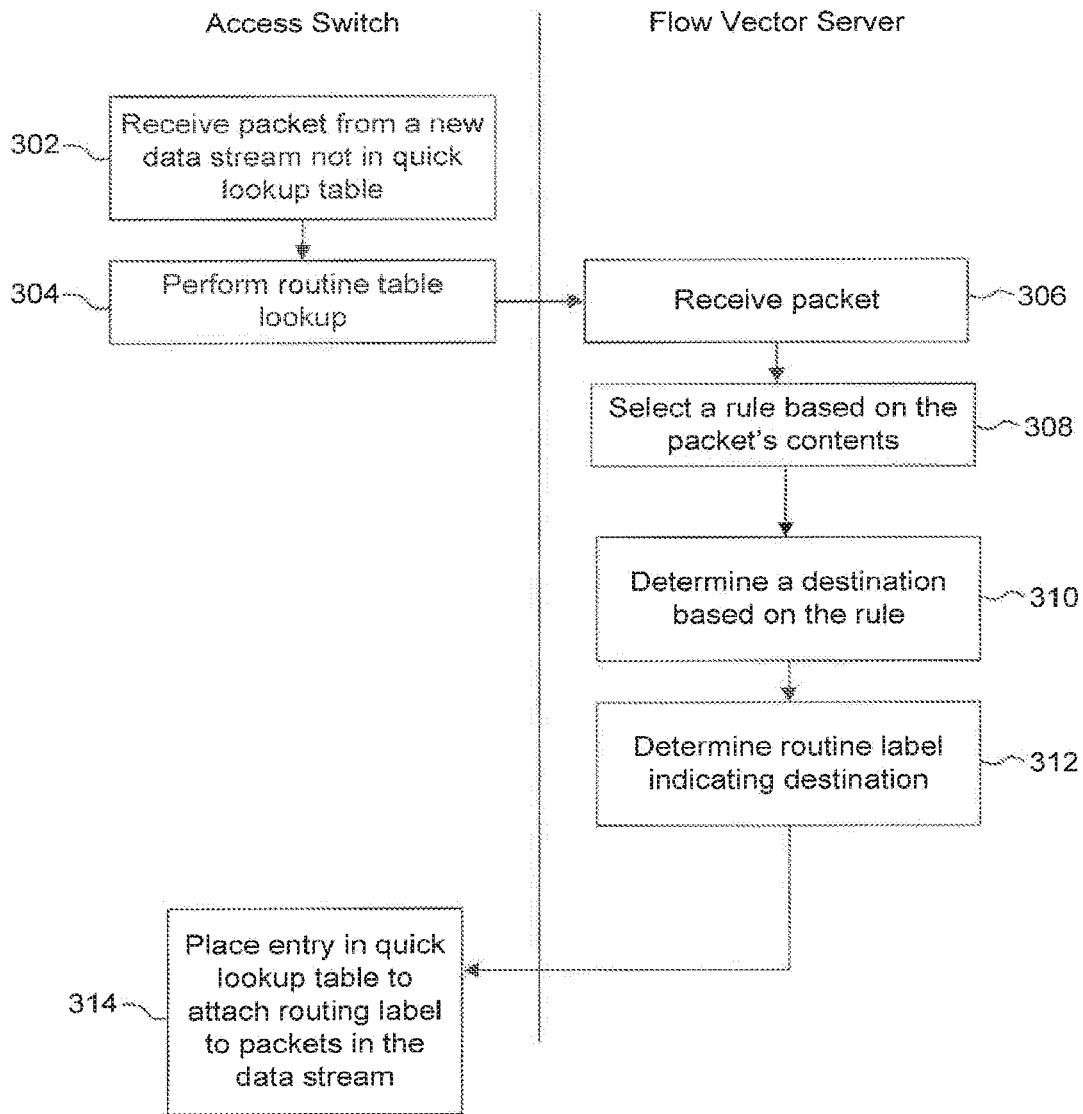 Access Switch
Flow Vector Server
302
Receive packet from a new
data stream not in quick
lookup table
304
Perform routine table
lookup
Receive packet
306
Select a rule based on the
packet's contents
308
Determine a destination
based on the rule
310
Determine routine label
indicating destination
312
314
Place entry in quick
lookup table to
attach routing label
to packets in the
data stream